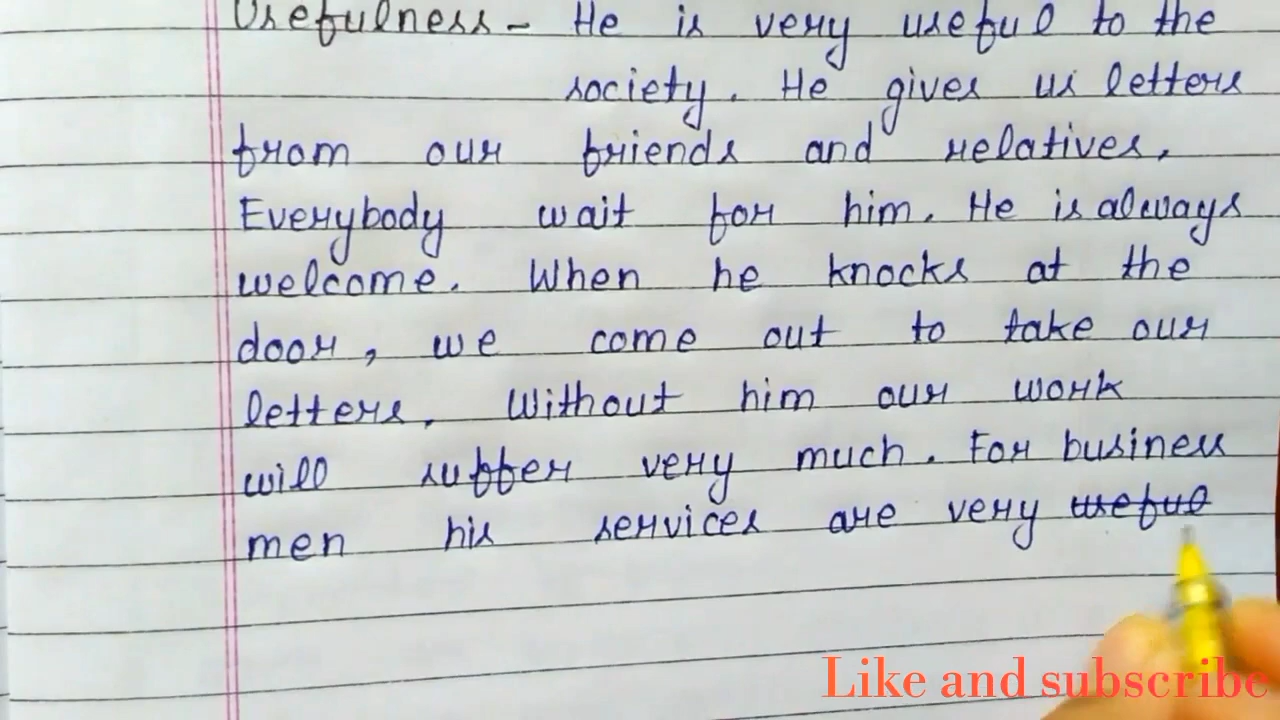 Usefulness - He is very useful to the
society. He gives us letters
from our friends and relatives.
Everybody wait for him. He is always
welcome. When he knocks at the
door, we come out to take our
letters. Without him our work
will suffer very much. For business
men his services are very useful
Like and subscribe